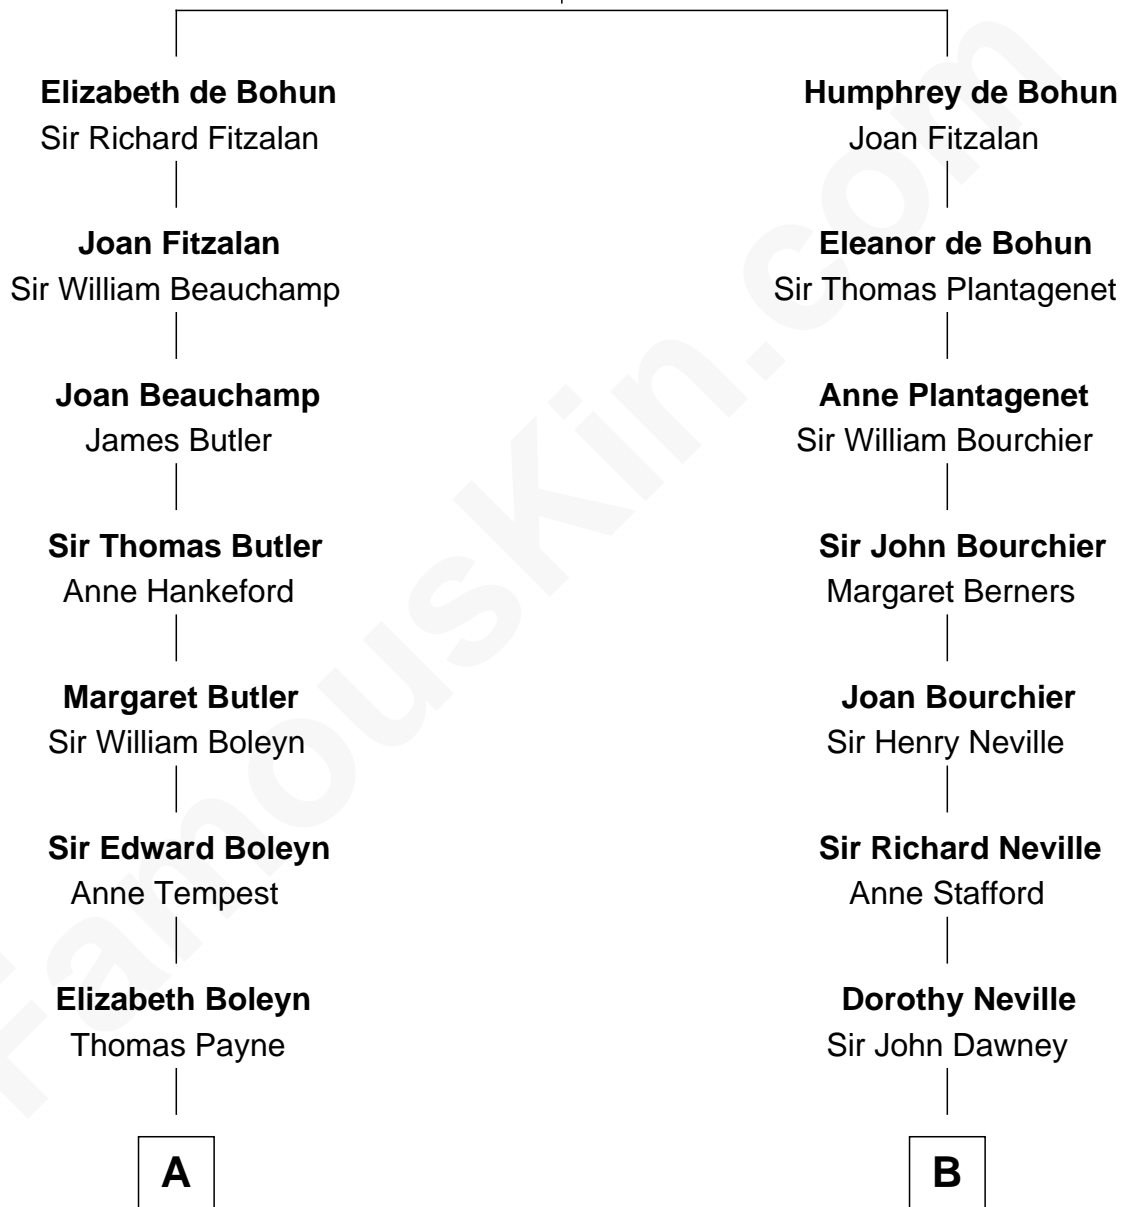 Elizabeth de Bohun
Sir Richard Fitzalan
Joan Fitzalan
Sir William Beauchamp
Joan Beauchamp
James Butler
Sir Thomas Butler
Anne Hankeford
Margaret Butler
Sir William Boleyn
Sir Edward Boleyn
Anne Tempest
Elizabeth Boleyn
Thomas Payne
A
Humphrey de Bohun
Joan Fitzalan
Eleanor de Bohun
Sir Thomas Plantagenet
Anne Plantagenet
Sir William Bourchier
Sir John Bourchier
Margaret Berners
Joan Bourchier
Sir Henry Neville
Sir Richard Neville
Anne Stafford
Dorothy Neville
Sir John Dawney
B
FamousKin.com